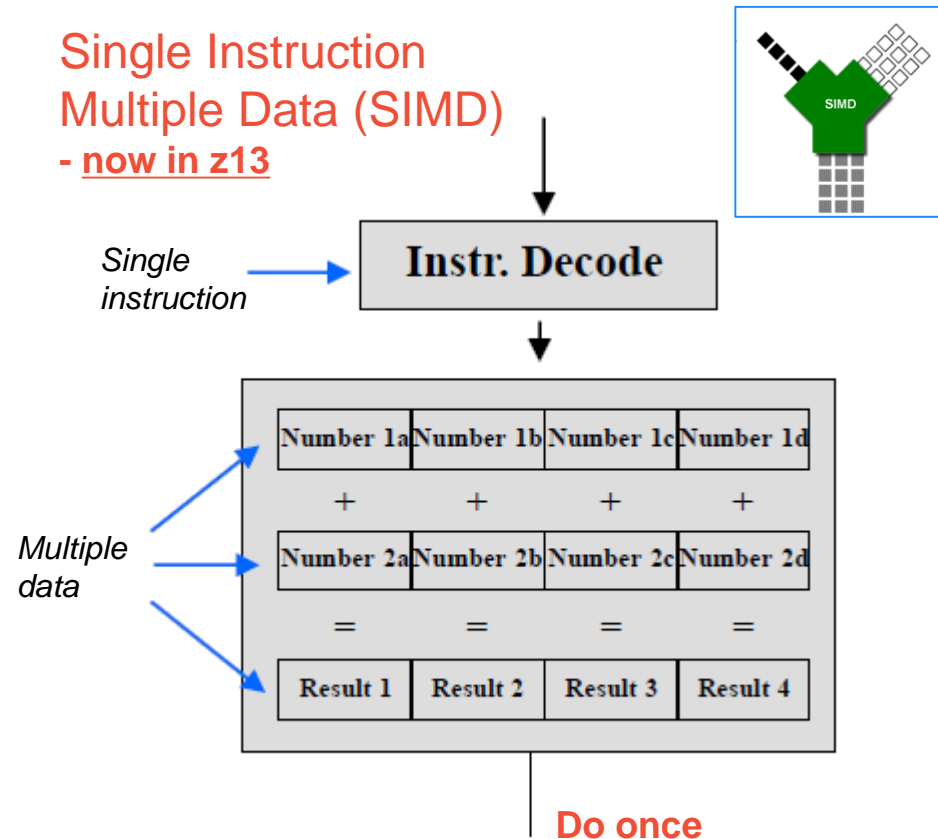 Single Instruction
Multiple Data (SIMD)
- now in z13
SIMD
Single
instruction
Instr. Decode
Number 1a Number 1b Number 1c Number 1d
+ + + +
Multiple
data
Number 2a Number 2b Number 2c Number 2d
= = = =
Result 1 Result 2 Result 3 Result 4
Do once